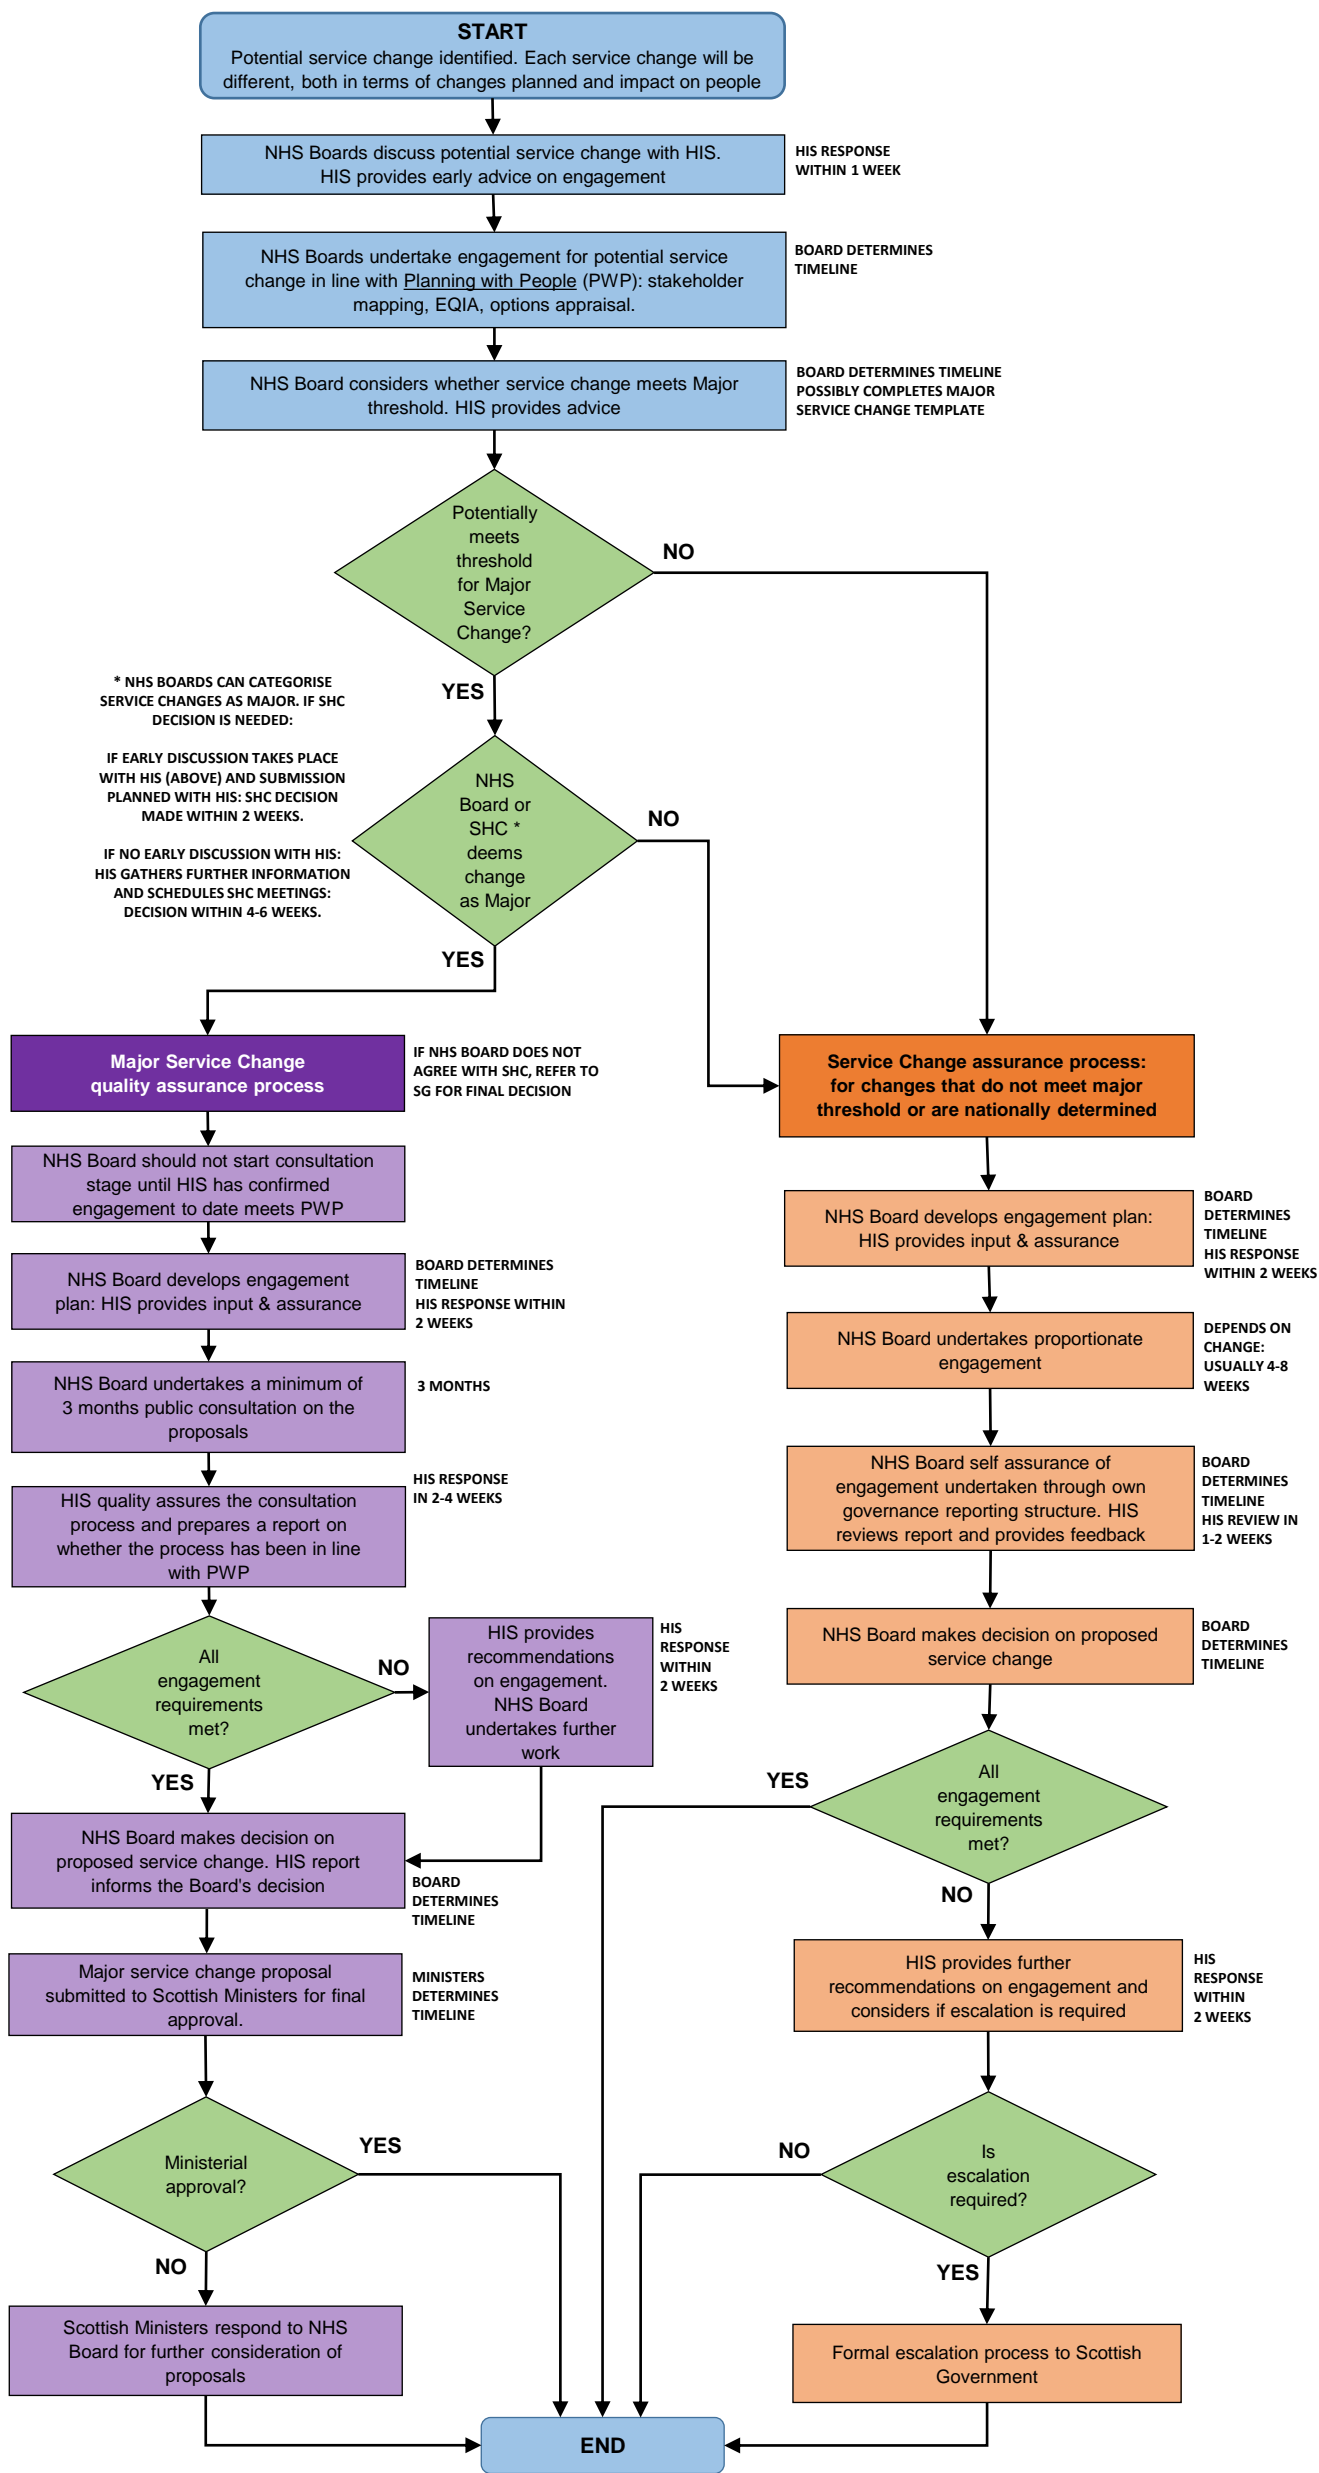 START
Potential service change identified. Each service change will be
different, both in terms of changes planned and impact on people
NHS Boards discuss potential service change with HIS.
HIS provides early advice on engagement
HIS RESPONSE
WITHIN 1 WEEK
NHS Boards undertake engagement for potential service
change in line with Planning with People (PWP): stakeholder
mapping, EQIA, options appraisal.
BOARD DETERMINES
TIMELINE
NHS Board considers whether service change meets Major
threshold. HIS provides advice
BOARD DETERMINES TIMELINE
POSSIBLY COMPLETES MAJOR
SERVICE CHANGE TEMPLATE
Potentially
meets
threshold
for Major
Service
Change?
NO
YES
* NHS BOARDS CAN CATEGORISE
SERVICE CHANGES AS MAJOR. IF SHC
DECISION IS NEEDED:
IF EARLY DISCUSSION TAKES PLACE
WITH HIS (ABOVE) AND SUBMISSION
PLANNED WITH HIS: SHC DECISION
MADE WITHIN 2 WEEKS.
IF NO EARLY DISCUSSION WITH HIS:
HIS GATHERS FURTHER INFORMATION
AND SCHEDULES SHC MEETINGS:
DECISION WITHIN 4-6 WEEKS.
NHS
Board or
SHC *
deems
change
as Major
NO
YES
Major Service Change
quality assurance process
IF NHS BOARD DOES NOT
AGREE WITH SHC, REFER TO
SG FOR FINAL DECISION
NHS Board should not start consultation
stage until HIS has confirmed
engagement to date meets PWP
NHS Board develops engagement
plan: HIS provides input & assurance
BOARD DETERMINES
TIMELINE
HIS RESPONSE WITHIN
2 WEEKS
NHS Board undertakes a minimum of
3 months public consultation on the
proposals
3 MONTHS
HIS quality assures the consultation
process and prepares a report on
whether the process has been in line
with PWP
HIS RESPONSE
IN 2-4 WEEKS
All
engagement
requirements
met?
NO
HIS provides
recommendations
on engagement.
NHS Board
undertakes further
work
HIS
RESPONSE
WITHIN
2 WEEKS
YES
NHS Board makes decision on
proposed service change. HIS report
informs the Board's decision
BOARD
DETERMINES
TIMELINE
Major service change proposal
submitted to Scottish Ministers for final
approval.
MINISTERS
DETERMINES
TIMELINE
Ministerial
approval?
YES
NO
Scottish Ministers respond to NHS
Board for further consideration of
proposals
Service Change assurance process:
for changes that do not meet major
threshold or are nationally determined
NHS Board develops engagement plan:
HIS provides input & assurance
BOARD
DETERMINES
TIMELINE
HIS RESPONSE
WITHIN 2 WEEKS
NHS Board undertakes proportionate
engagement
DEPENDS ON
CHANGE:
USUALLY 4-8
WEEKS
NHS Board self assurance of
engagement undertaken through own
governance reporting structure. HIS
reviews report and provides feedback
BOARD
DETERMINES
TIMELINE
HIS REVIEW IN
1-2 WEEKS
NHS Board makes decision on proposed
service change
BOARD
DETERMINES
TIMELINE
All
engagement
requirements
met?
YES
NO
HIS provides further
recommendations on engagement and
considers if escalation is required
HIS
RESPONSE
WITHIN
2 WEEKS
Is
escalation
required?
NO
YES
Formal escalation process to Scottish
Government
END